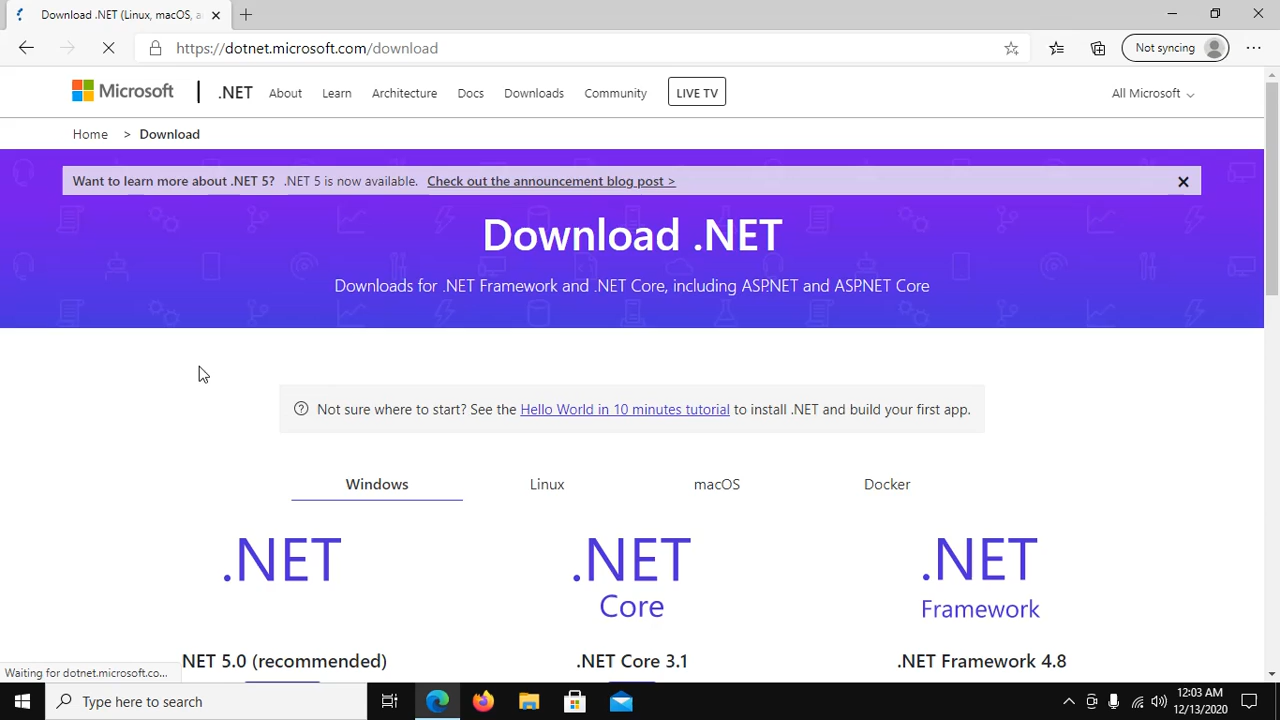 Download .NET (Linux, macOS, a
https://dotnet.microsoft.com/download
Not syncing
Microsoft
.NET
About
Learn
Architecture
Docs
Downloads
Community
LIVE TV
All Microsoft
Home > Download
Want to learn more about .NET 5? .NET 5 is now available. Check out the announcement blog post >
Download .NET
Downloads for .NET Framework and .NET Core, including ASP.NET and ASP.NET Core
Not sure where to start? See the Hello World in 10 minutes tutorial to install .NET and build your first app.
Windows
Linux
macOS
Docker
.NET
.NET Core
.NET Framework
NET 5.0 (recommended)
.NET Core 3.1
.NET Framework 4.8
Waiting for dotnet.microsoft.co...
Type here to search
12:03 AM
12/13/2020